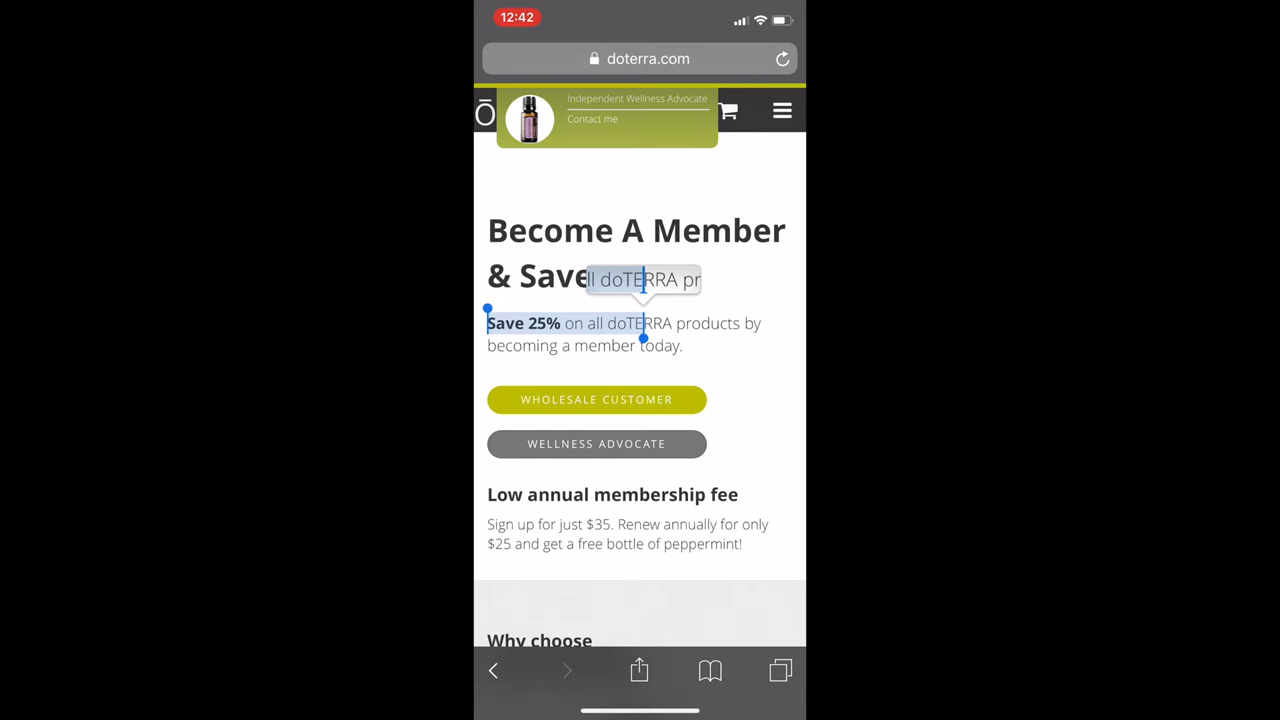 12:42
doterra.com
Independent Wellness Advocate
Contact me
Ō
Become A Member
& Save
ll doTERRA pr
Save 25% on all doTERRA products by
becoming a member today.
WHOLESALE CUSTOMER
WELLNESS ADVOCATE
Low annual membership fee
Sign up for just $35. Renew annually for only
$25 and get a free bottle of peppermint!
Why choose